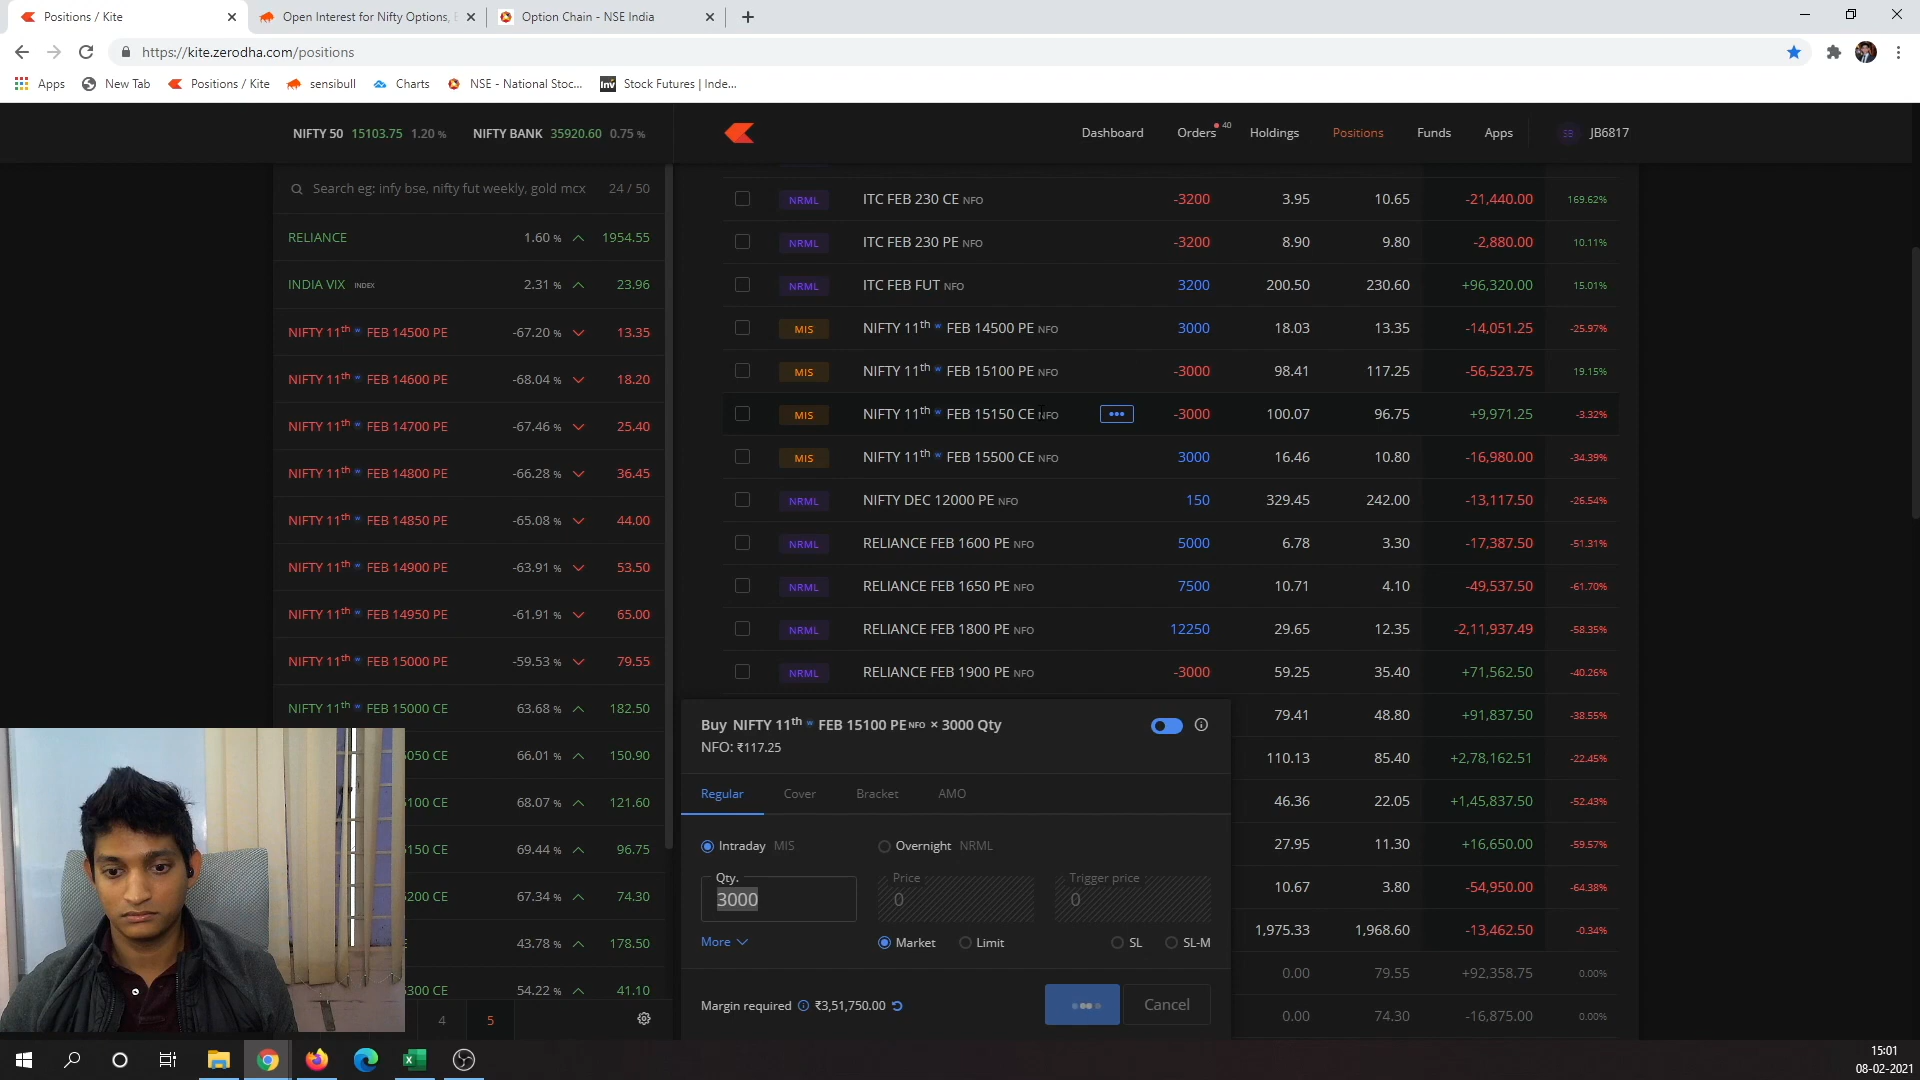 Positions / Kite
Open Interest for Nifty Options,
Option Chain - NSE India
https://kite.zerodha.com/positions
Apps
New Tab
Positions / Kite
sensibull
Charts
NSE - National Stoc...
Inv
Stock Futures | Inde...
NIFTY 50 15103.75 1.20 %
NIFTY BANK 35920.60 0.75 %
Dashboard
Orders 40
Holdings
Positions
Funds
Apps
JB6817
Search eg: infy bse, nifty fut weekly, gold mcx 24 / 50
RELIANCE 1.60 % 1954.55
INDIA VIX INDEX 2.31 % 23.96
NIFTY 11th w FEB 14500 PE -67.20 % 13.35
NIFTY 11th w FEB 14600 PE -68.04 % 18.20
NIFTY 11th w FEB 14700 PE -67.46 % 25.40
NIFTY 11th w FEB 14800 PE -66.28 % 36.45
NIFTY 11th w FEB 14850 PE -65.08 % 44.00
NIFTY 11th w FEB 14900 PE -63.91 % 53.50
NIFTY 11th w FEB 14950 PE -61.91 % 65.00
NIFTY 11th w FEB 15000 PE -59.53 % 79.55
NIFTY 11th w FEB 15000 CE 63.68 % 182.50
050 CE 66.01 % 150.90
100 CE 68.07 % 121.60
150 CE 69.44 % 96.75
200 CE 67.34 % 74.30
43.78 % 178.50
300 CE 54.22 % 41.10
4 5
NRML ITC FEB 230 CE NFO -3200 3.95 10.65 -21,440.00 169.62%
NRML ITC FEB 230 PE NFO -3200 8.90 9.80 -2,880.00 10.11%
NRML ITC FEB FUT NFO 3200 200.50 230.60 +96,320.00 15.01%
MIS NIFTY 11th w FEB 14500 PE NFO 3000 18.03 13.35 -14,051.25 -25.97%
MIS NIFTY 11th w FEB 15100 PE NFO -3000 98.41 117.25 -56,523.75 19.15%
MIS NIFTY 11th w FEB 15150 CE NFO ••• -3000 100.07 96.75 +9,971.25 -3.32%
MIS NIFTY 11th w FEB 15500 CE NFO 3000 16.46 10.80 -16,980.00 -34.39%
NRML NIFTY DEC 12000 PE NFO 150 329.45 242.00 -13,117.50 -26.54%
NRML RELIANCE FEB 1600 PE NFO 5000 6.78 3.30 -17,387.50 -51.31%
NRML RELIANCE FEB 1650 PE NFO 7500 10.71 4.10 -49,537.50 -61.70%
NRML RELIANCE FEB 1800 PE NFO 12250 29.65 12.35 -2,11,937.49 -58.35%
NRML RELIANCE FEB 1900 PE NFO -3000 59.25 35.40 +71,562.50 -40.26%
79.41 48.80 +91,837.50 -38.55%
110.13 85.40 +2,78,162.51 -22.45%
46.36 22.05 +1,45,837.50 -52.43%
27.95 11.30 +16,650.00 -59.57%
10.67 3.80 -54,950.00 -64.38%
1,975.33 1,968.60 -13,462.50 -0.34%
0.00 79.55 +92,358.75 0.00%
0.00 74.30 -16,875.00 0.00%
Buy NIFTY 11th w FEB 15100 PE NFO × 3000 Qty
NFO: ₹117.25
Regular Cover Bracket AMO
Intraday MIS Overnight NRML
Qty. Price Trigger price
3000 0 0
More Market Limit SL SL-M
Margin required ₹3,51,750.00
Cancel
15:01
08-02-2021